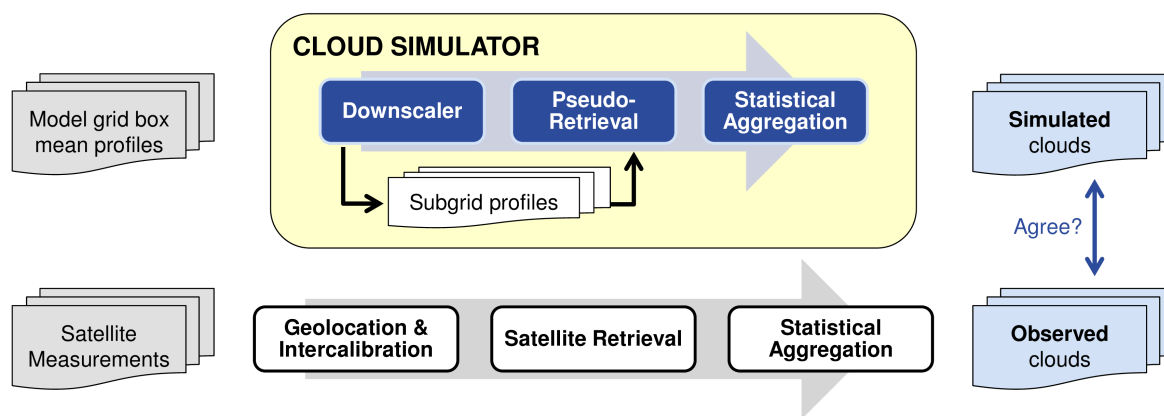 CLOUD SIMULATOR
Model grid box
mean profiles
Downscaler
Pseudo-
Retrieval
Statistical
Aggregation
Subgrid profiles
Simulated
clouds
Agree?
Satellite
Measurements
Geolocation &
Intercalibration
Satellite Retrieval
Statistical
Aggregation
Observed
clouds